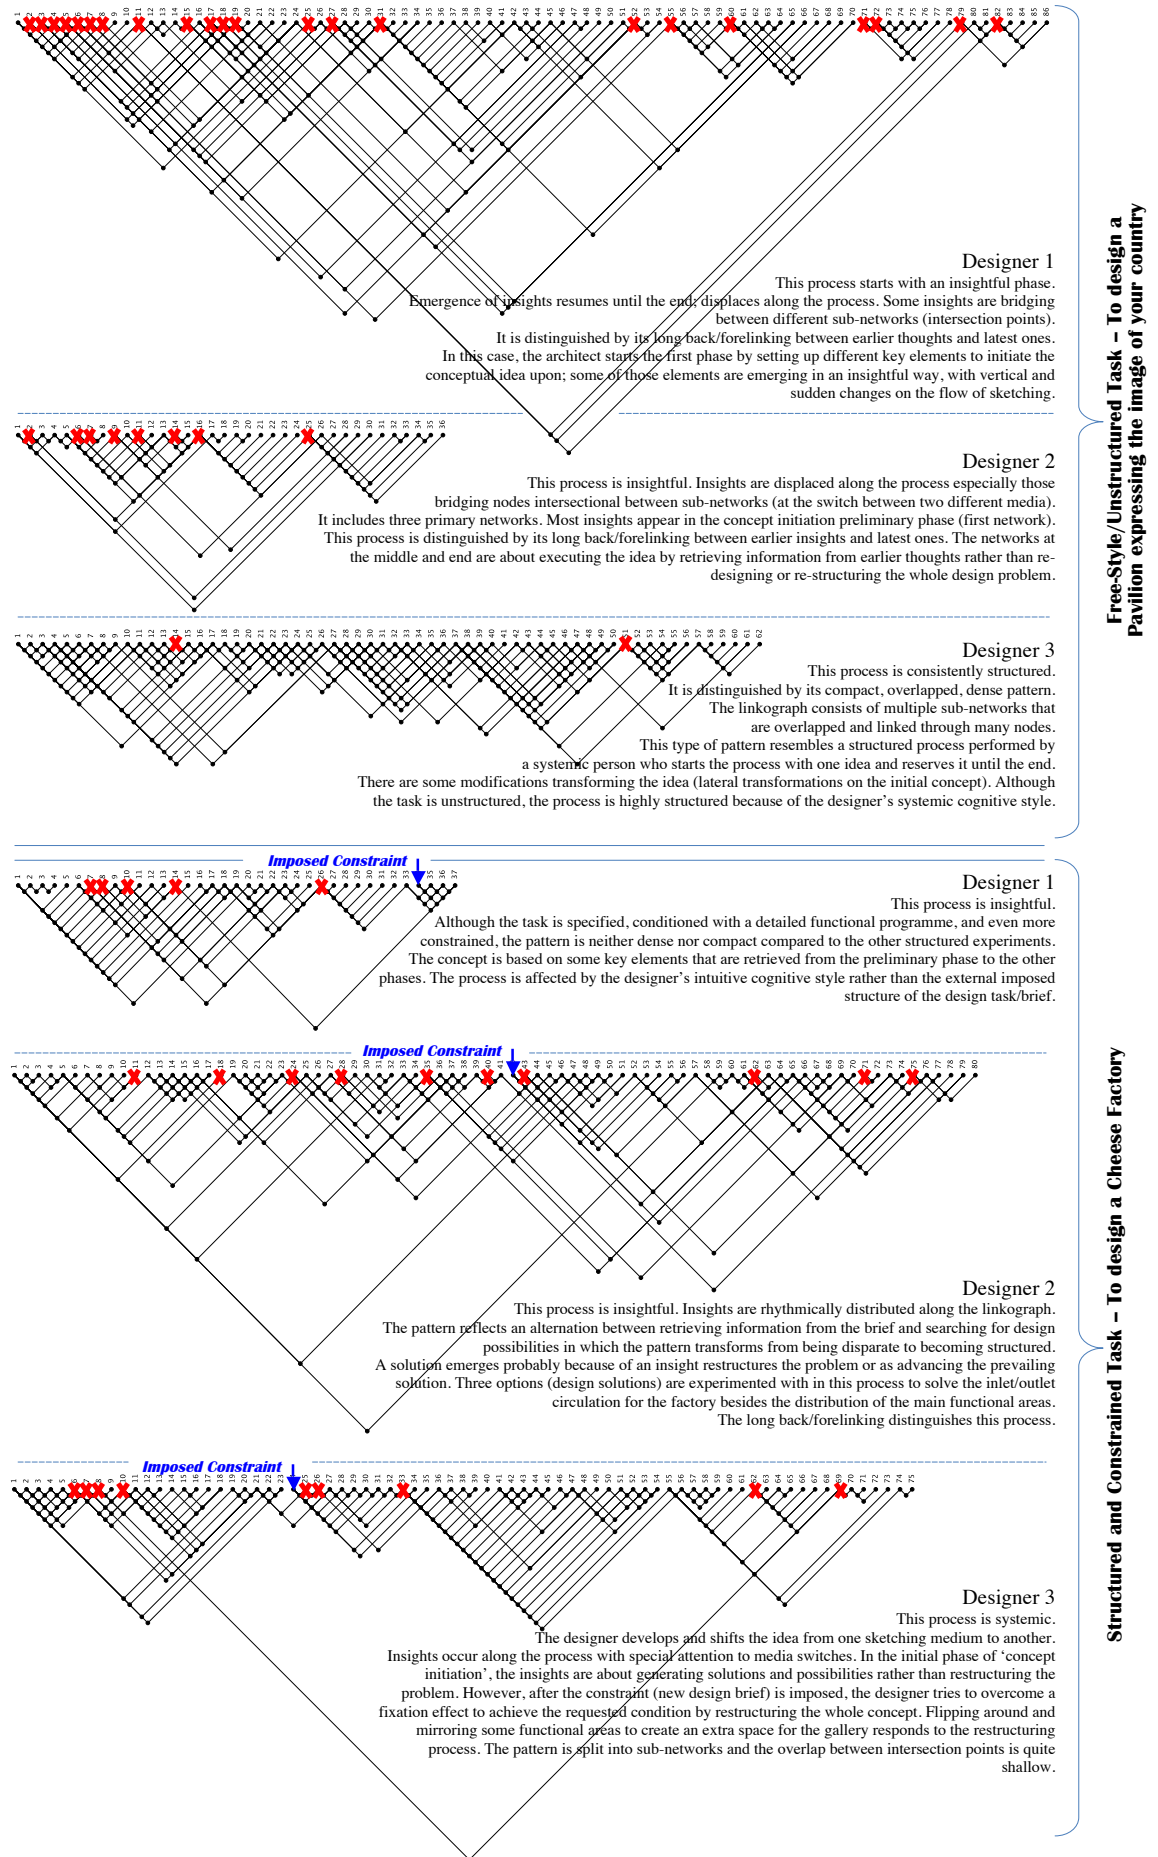 Designer 1
This process starts with an insightful phase.
Emergence of insights resumes until the end; displaces along the process. Some insights are bridging
between different sub-networks (intersection points).
It is distinguished by its long back/forelinking between earlier thoughts and latest ones.
In this case, the architect starts the first phase by setting up different key elements to initiate the
conceptual idea upon; some of those elements are emerging in an insightful way, with vertical and
sudden changes on the flow of sketching.
Designer 2
This process is insightful. Insights are displaced along the process especially those
bridging nodes intersectional between sub-networks (at the switch between two different media).
It includes three primary networks. Most insights appear in the concept initiation preliminary phase (first network).
This process is distinguished by its long back/forelinking between earlier insights and latest ones. The networks at
the middle and end are about executing the idea by retrieving information from earlier thoughts rather than re-
designing or re-structuring the whole design problem.
Designer 3
This process is consistently structured.
It is distinguished by its compact, overlapped, dense pattern.
The linkograph consists of multiple sub-networks that
are overlapped and linked through many nodes.
This type of pattern resembles a structured process performed by
a systemic person who starts the process with one idea and reserves it until the end.
There are some modifications transforming the idea (lateral transformations on the initial concept). Although
the task is unstructured, the process is highly structured because of the designer's systemic cognitive style.
Free-Style/Unstructured Task – To design a
Pavilion expressing the image of your country
Imposed Constraint
Designer 1
This process is insightful.
Although the task is specified, conditioned with a detailed functional programme, and even more
constrained, the pattern is neither dense nor compact compared to the other structured experiments.
The concept is based on some key elements that are retrieved from the preliminary phase to the other
phases. The process is affected by the designer's intuitive cognitive style rather than the external imposed
structure of the design task/brief.
Imposed Constraint
Designer 2
This process is insightful. Insights are rhythmically distributed along the linkograph.
The pattern reflects an alternation between retrieving information from the brief and searching for design
possibilities in which the pattern transforms from being disparate to becoming structured.
A solution emerges probably because of an insight restructures the problem or as advancing the prevailing
solution. Three options (design solutions) are experimented with in this process to solve the inlet/outlet
circulation for the factory besides the distribution of the main functional areas.
The long back/forelinking distinguishes this process.
Imposed Constraint
Designer 3
This process is systemic.
The designer develops and shifts the idea from one sketching medium to another.
Insights occur along the process with special attention to media switches. In the initial phase of ‘concept
initiation’, the insights are about generating solutions and possibilities rather than restructuring the
problem. However, after the constraint (new design brief) is imposed, the designer tries to overcome a
fixation effect to achieve the requested condition by restructuring the whole concept. Flipping around and
mirroring some functional areas to create an extra space for the gallery responds to the restructuring
process. The pattern is split into sub-networks and the overlap between intersection points is quite
shallow.
Structured and Constrained Task – To design a Cheese Factory